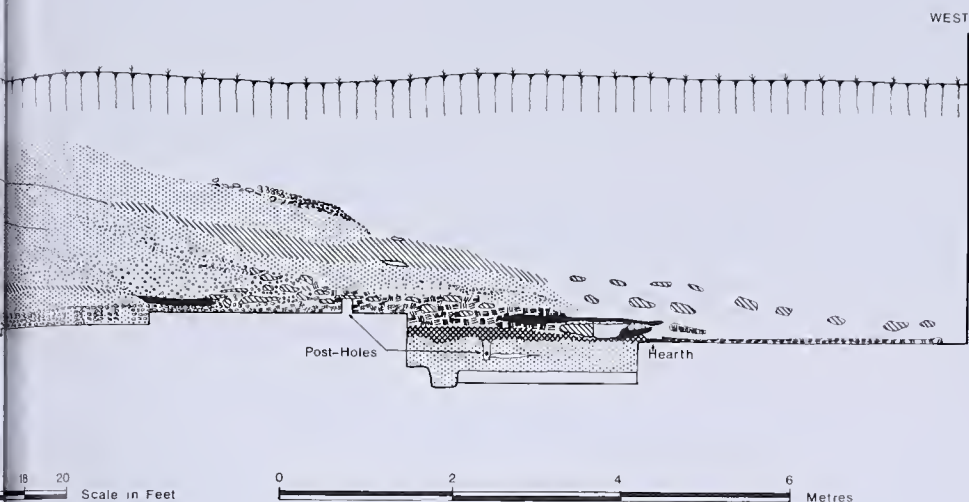 WEST
Post-Holes
Hearth
18 20
Scale in Feet
0 2 4 6
Metres